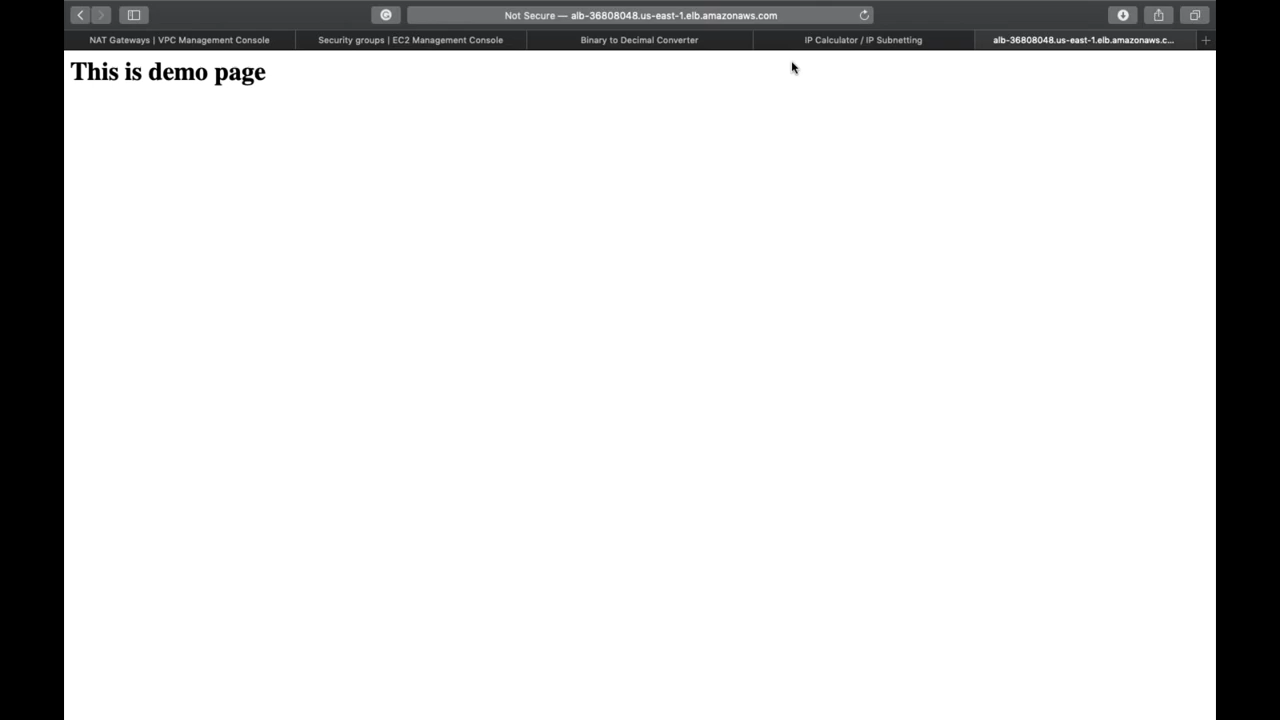 Not Secure — alb-36808048.us-east-1.elb.amazonaws.com
NAT Gateways | VPC Management Console
Security groups | EC2 Management Console
Binary to Decimal Converter
IP Calculator / IP Subnetting
alb-36808048.us-east-1.elb.amazonaws.c...
This is demo page